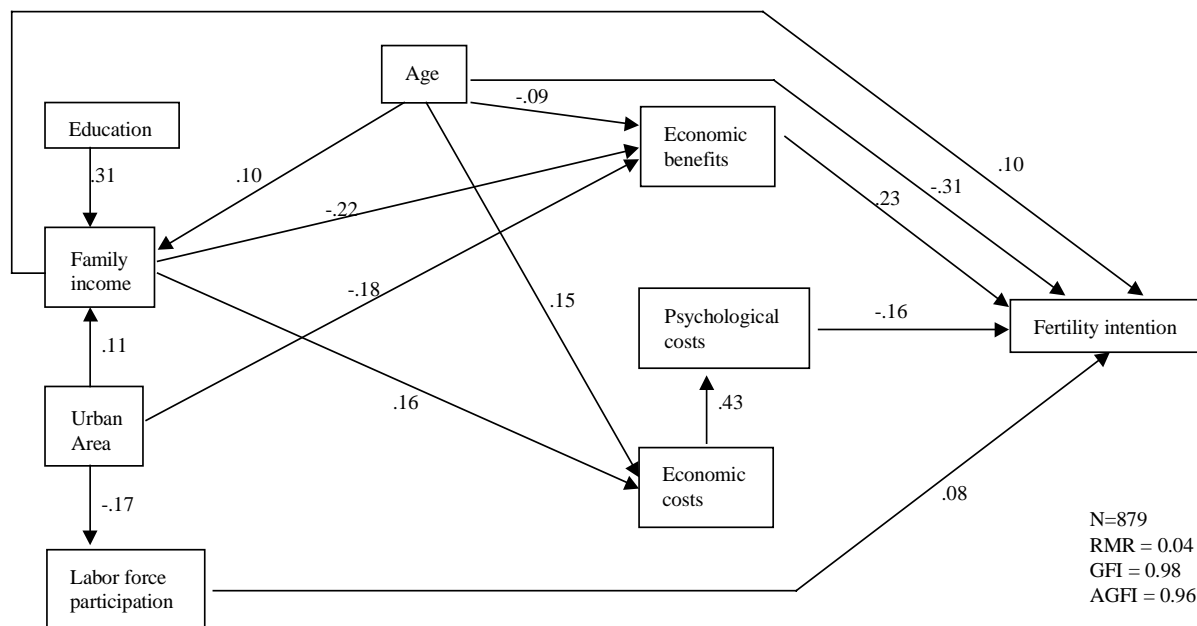 Age
-.09
Education
Economic
benefits
.31
.10
.10
-.31
-.22
.23
Family
income
-.18
.15
Psychological
costs
-.16
Fertility intention
.11
.16
.43
Urban
Area
Economic
costs
-.17
.08
N=879
RMR = 0.04
GFI = 0.98
AGFI = 0.96
Labor force
participation